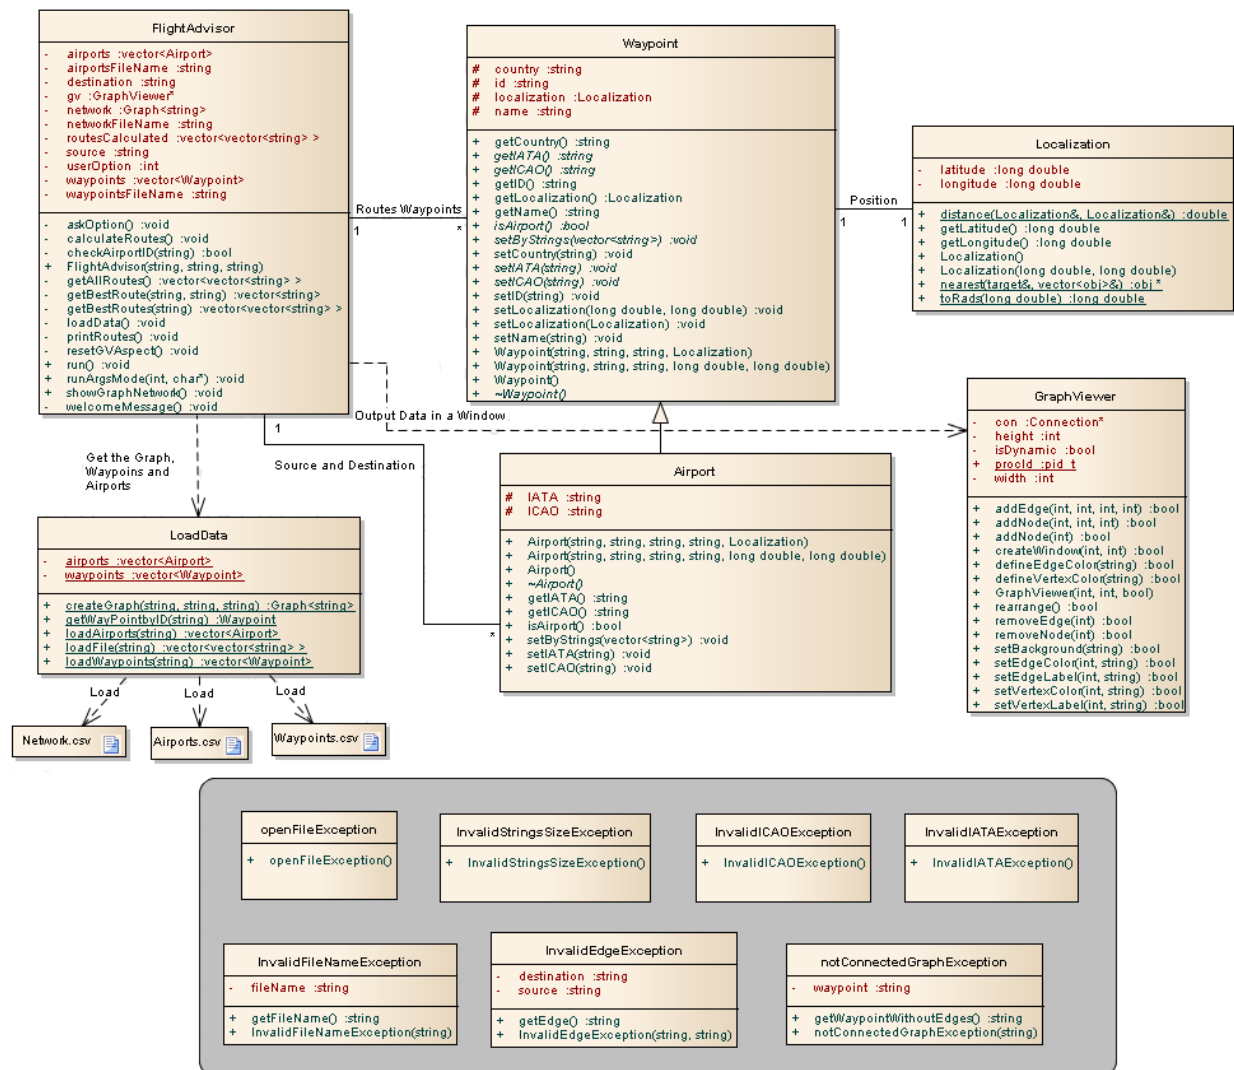 FlightAdvisor
- airports :vector<Airport>
- airportsFileName :string
- destination :string
- gv :GraphViewer*
- network :Graph<string>
- networkFileName :string
- routesCalculated :vector<vector<string> >
- source :string
- userOption :int
- waypoints :vector<Waypoint>
- waypointsFileName :string
- askOption() :void
- calculateRoutes() :void
- checkAirportID(string) :bool
+ FlightAdvisor(string, string, string)
- getAllRoutes() :vector<vector<string> >
- getBestRoute(string, string) :vector<string>
- getBestRoutes(string) :vector<vector<string> >
- loadData() :void
- printRoutes() :void
- resetGVAspect() :void
+ run() :void
+ runArgsMode(int, char*) :void
+ showGraphNetwork() :void
- welcomeMessage() :void
Routes Waypoints
1
*
Waypoint
# country :string
# id :string
# localization :Localization
# name :string
+ getCountry() :string
+ getIATA() :string
+ getICAO() :string
+ getID() :string
+ getLocalization() :Localization
+ getName() :string
+ isAirport() :bool
+ setByStrings(vector<string>) :void
+ setCountry(string) :void
+ setIATA(string) :void
+ setICAO(string) :void
+ setID(string) :void
+ setLocalization(long double, long double) :void
+ setLocalization(Localization) :void
+ setName(string) :void
+ Waypoint(string, string, string, Localization)
+ Waypoint(string, string, string, long double, long double)
+ Waypoint()
+ ~Waypoint()
Position
1
1
Localization
- latitude :long double
- longitude :long double
+ distance(Localization&, Localization&) :double
+ getLatitude() :long double
+ getLongitude() :long double
+ Localization()
+ Localization(long double, long double)
+ nearest(target&, vector<obj>&) :obj*
+ toRads(long double) :long double
Output Data in a Window
1
Source and Destination
*
Get the Graph,
Waypoins and
Airports
GraphViewer
- con :Connection*
- height :int
- isDynamic :bool
+ procId :pid_t
- width :int
+ addEdge(int, int, int, int) :bool
+ addNode(int, int, int) :bool
+ addNode(int) :bool
+ createWindow(int, int) :bool
+ defineEdgeColor(string) :bool
+ defineVertexColor(string) :bool
+ GraphViewer(int, int, bool)
+ rearrange() :bool
+ removeEdge(int) :bool
+ removeNode(int) :bool
+ setBackground(string) :bool
+ setEdgeColor(int, string) :bool
+ setEdgeLabel(int, string) :bool
+ setVertexColor(int, string) :bool
+ setVertexLabel(int, string) :bool
Airport
# IATA :string
# ICAO :string
+ Airport(string, string, string, string, Localization)
+ Airport(string, string, string, string, long double, long double)
+ Airport()
+ ~Airport()
+ getIATA() :string
+ getICAO() :string
+ isAirport() :bool
+ setByStrings(vector<string>) :void
+ setIATA(string) :void
+ setICAO(string) :void
LoadData
- airports :vector<Airport>
- waypoints :vector<Waypoint>
+ createGraph(string, string, string) :Graph<string>
+ getWayPointbyID(string) :Waypoint
+ loadAirports(string) :vector<Airport>
+ loadFile(string) :vector<vector<string> >
+ loadWaypoints(string) :vector<Waypoint>
Load
Load
Load
Network.csv
Airports.csv
Waypoints.csv
openFileException
+ openFileException()
InvalidStringsSizeException
+ InvalidStringsSizeException()
InvalidICAOException
+ InvalidICAOException()
InvalidIATAException
+ InvalidIATAException()
InvalidFileNameException
- fileName :string
+ getFileName() :string
+ InvalidFileNameException(string)
InvalidEdgeException
- destination :string
- source :string
+ getEdge() :string
+ InvalidEdgeException(string, string)
notConnectedGraphException
- waypoint :string
+ getWaypointWithoutEdges() :string
+ notConnectedGraphException(string)